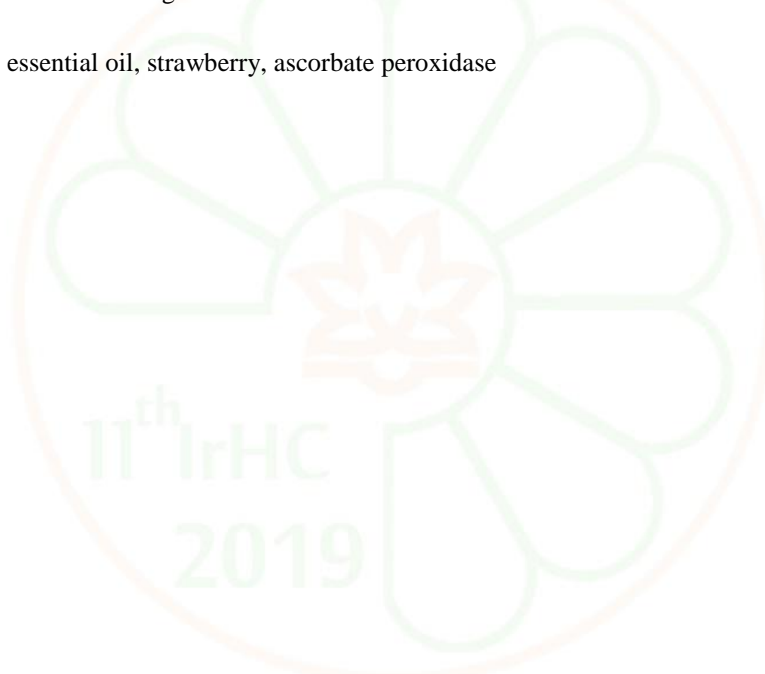 essential oil, strawberry, ascorbate peroxidase
11th IrHC
2019